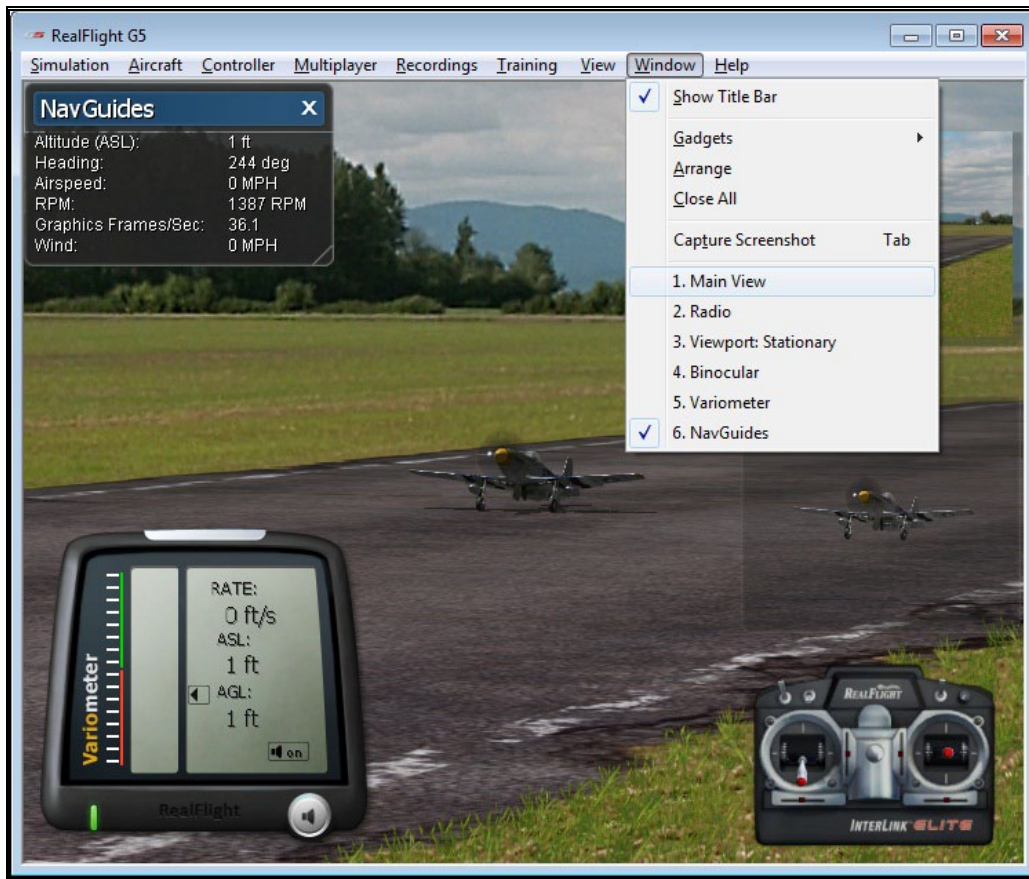 RealFlight G5
Simulation Aircraft Controller Multiplayer Recordings Training View Window Help
NavGuides X
Altitude (ASL): 1 ft
Heading: 244 deg
Airspeed: 0 MPH
RPM: 1387 RPM
Graphics Frames/Sec: 36.1
Wind: 0 MPH
Show Title Bar
Gadgets
Arrange
Close All
Capture Screenshot Tab
1. Main View
2. Radio
3. Viewport: Stationary
4. Binocular
5. Variometer
6. NavGuides
Variometer
RATE:
0 ft/s
ASL:
1 ft
AGL:
1 ft
on
RealFlight
REALFLIGHT
INTERLINK ELITE